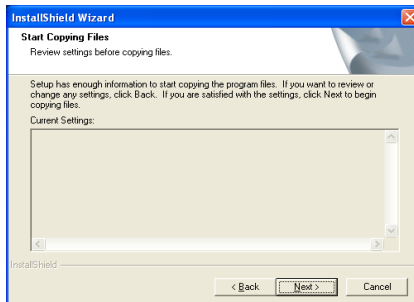 InstallShield Wizard
Start Copying Files
Review settings before copying files.
Setup has enough information to start copying the program files. If you want to review or
change any settings, click Back. If you are satisfied with the settings, click Next to begin
copying files.
Current Settings:
InstallShield
< Back Next > Cancel